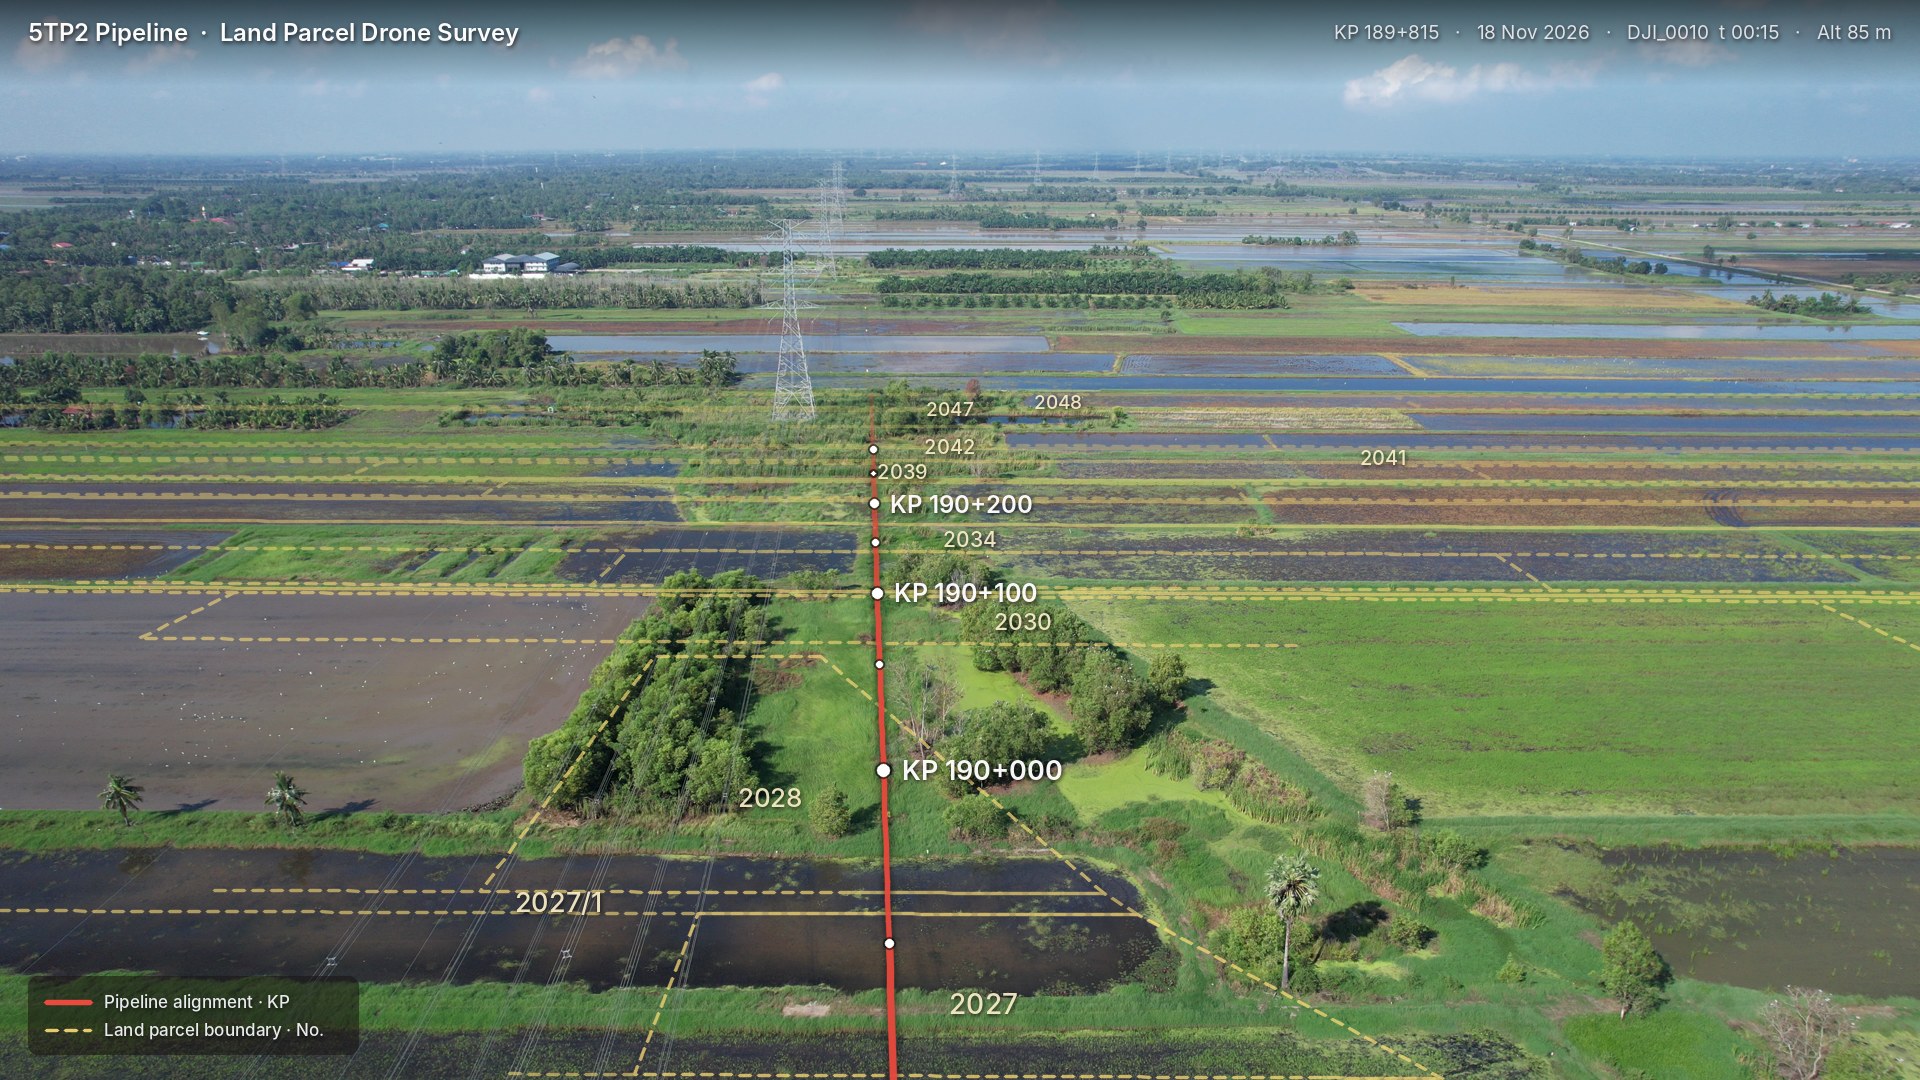 5TP2 Pipeline · Land Parcel Drone Survey
KP 189+815 · 18 Nov 2026 · DJI_0010 t 00:15 · Alt 85 m
2048
2047
2042
2041
2039
KP 190+200
2034
KP 190+100
2030
KP 190+000
2028
2027/1
2027
Pipeline alignment · KP
Land parcel boundary · No.